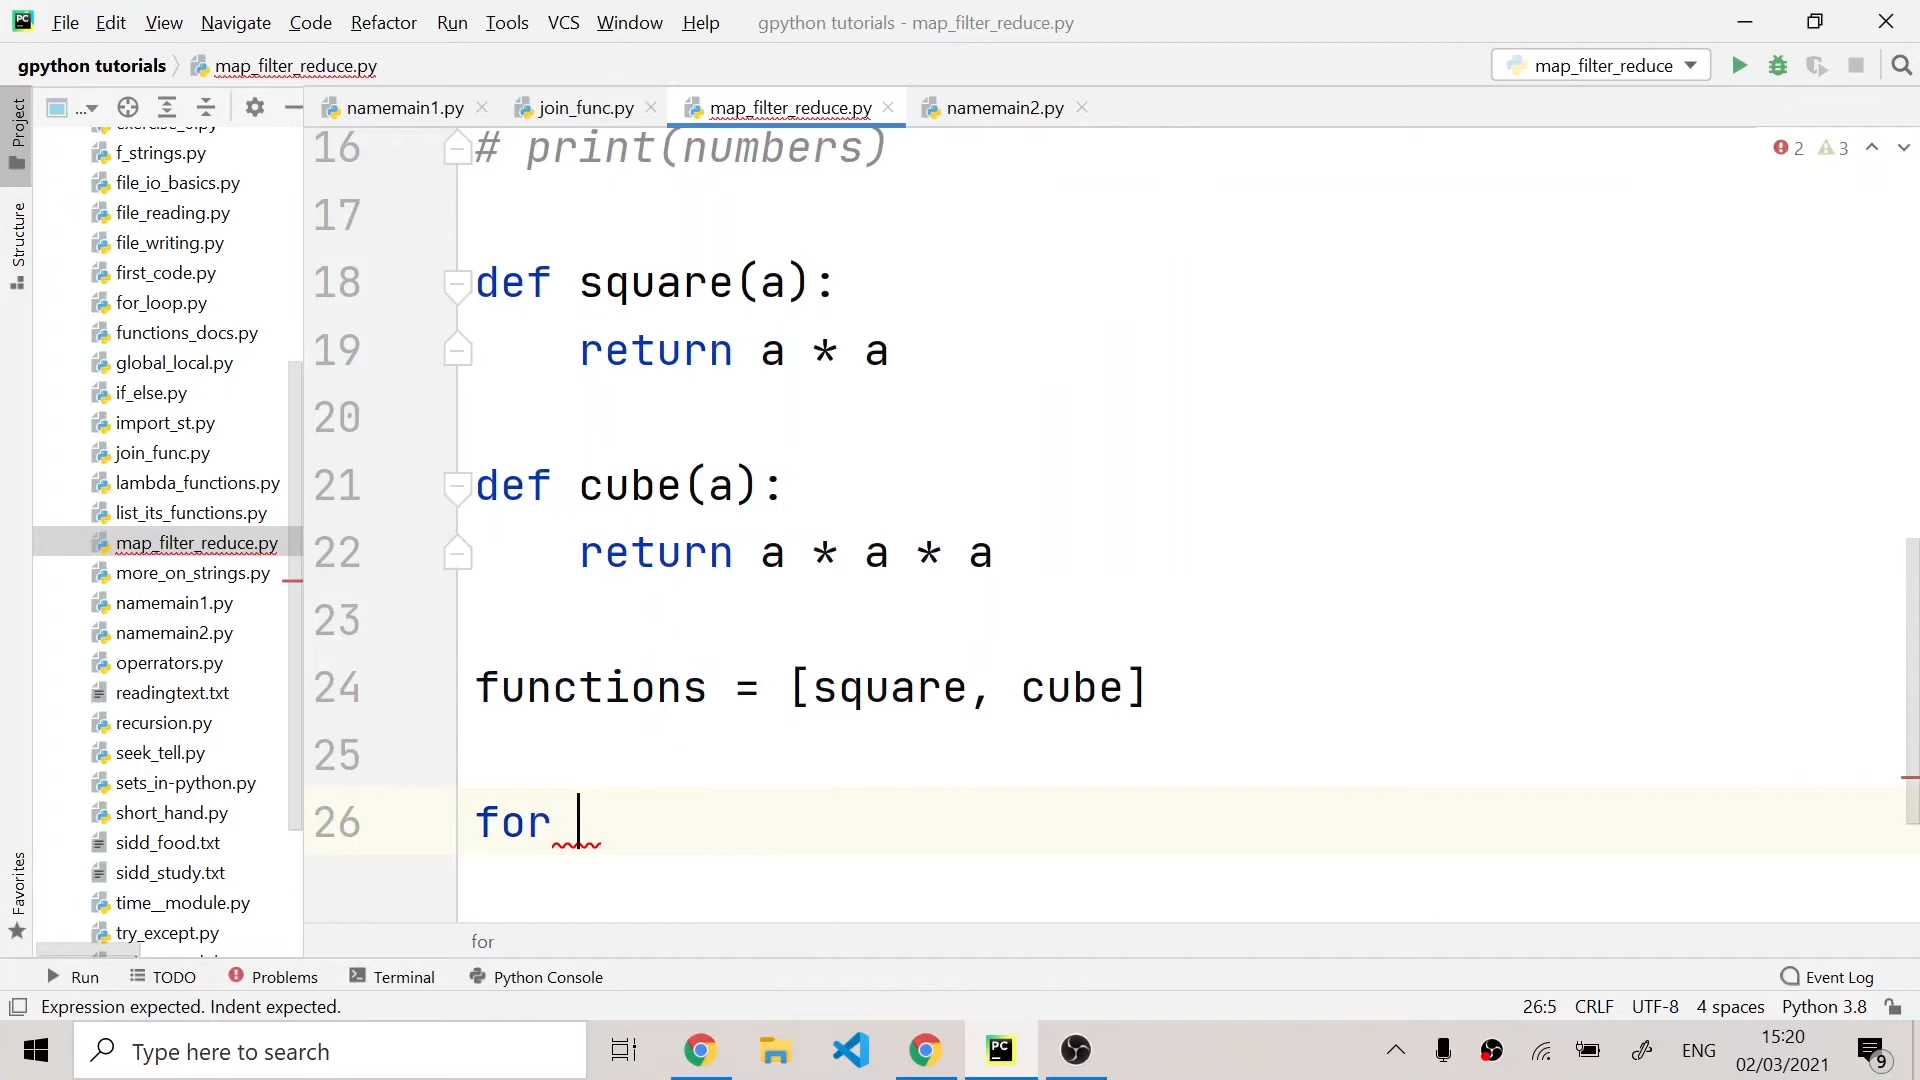 PC File Edit View Navigate Code Refactor Run Tools VCS Window Help gpython tutorials - map_filter_reduce.py
gpython tutorials map_filter_reduce.py map_filter_reduce
Project
Structure
Favorites
... namemain1.py join_func.py map_filter_reduce.py namemain2.py
f_strings.py
file_io_basics.py
file_reading.py
file_writing.py
first_code.py
for_loop.py
functions_docs.py
global_local.py
if_else.py
import_st.py
join_func.py
lambda_functions.py
list_its_functions.py
map_filter_reduce.py
more_on_strings.py
namemain1.py
namemain2.py
operrators.py
readingtext.txt
recursion.py
seek_tell.py
sets_in-python.py
short_hand.py
sidd_food.txt
sidd_study.txt
time__module.py
try_except.py
16 # print(numbers)
2 3
17
18 def square(a):
19 return a * a
20
21 def cube(a):
22 return a * a * a
23
24 functions = [square, cube]
25
26 for
for
Run TODO Problems Terminal Python Console Event Log
Expression expected. Indent expected. 26:5 CRLF UTF-8 4 spaces Python 3.8
Type here to search PC ENG 15:20
02/03/2021 9